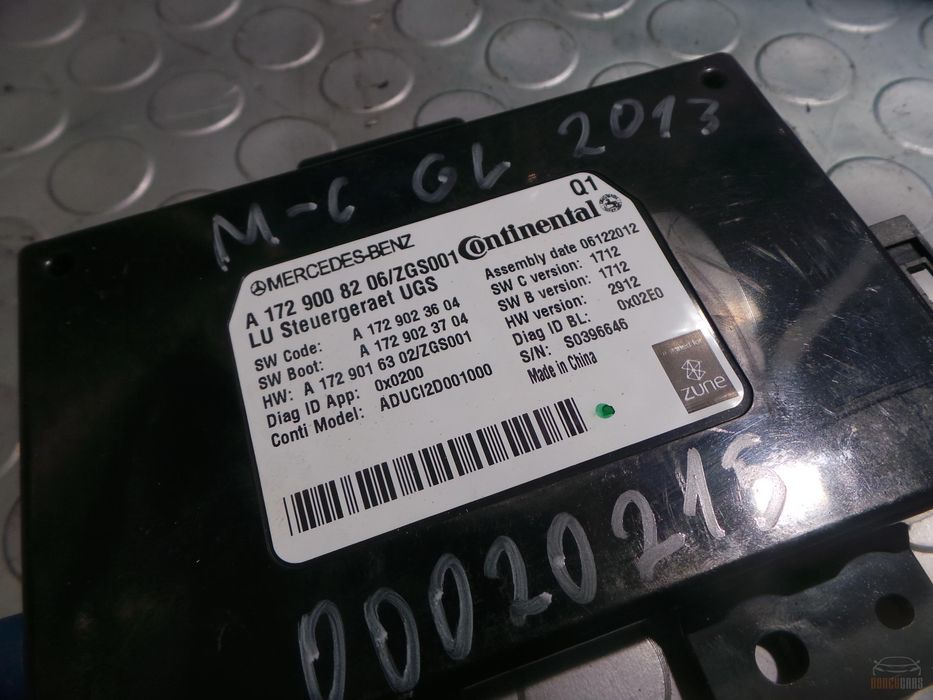 M-C GL 2013
MERCEDES-BENZ
Continental
Q1
A 172 900 82 06/ZGS001
LU Steuergeraet UGS
SW Code: A 172 902 36 04
SW Boot: A 172 902 37 04
HW: A 172 901 63 02/ZGS001
Diag ID App: 0x0200
Conti Model: ADUCI2D001000
Assembly date 06122012
SW C version: 1712
SW B version: 1712
HW version: 2912
Diag ID BL: 0x02E0
S/N: S0396646
Made in China
zune
00020215